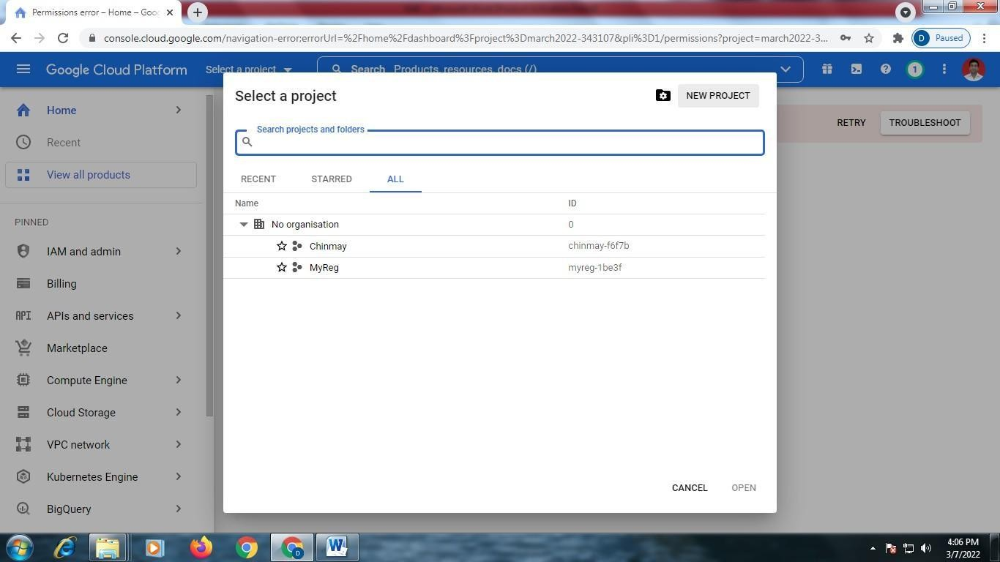 Permissions error – Home – Goo
console.cloud.google.com/navigation-error;errorUrl=%2Fhome%2Fdashboard%3Fproject%3Dmarch2022-343107&pli%3D1/permissions?project=march2022-3...
D Paused
Google Cloud Platform
Select a project
Search Products, resources, docs (/)
1
Home
Recent
View all products
PINNED
IAM and admin
Billing
API APIs and services
Marketplace
Compute Engine
Cloud Storage
VPC network
Kubernetes Engine
BigQuery
RETRY
TROUBLESHOOT
Select a project
NEW PROJECT
Search projects and folders
RECENT STARRED ALL
Name ID
No organisation 0
Chinmay chinmay-f6f7b
MyReg myreg-1be3f
CANCEL OPEN
D
W
4:06 PM
3/7/2022